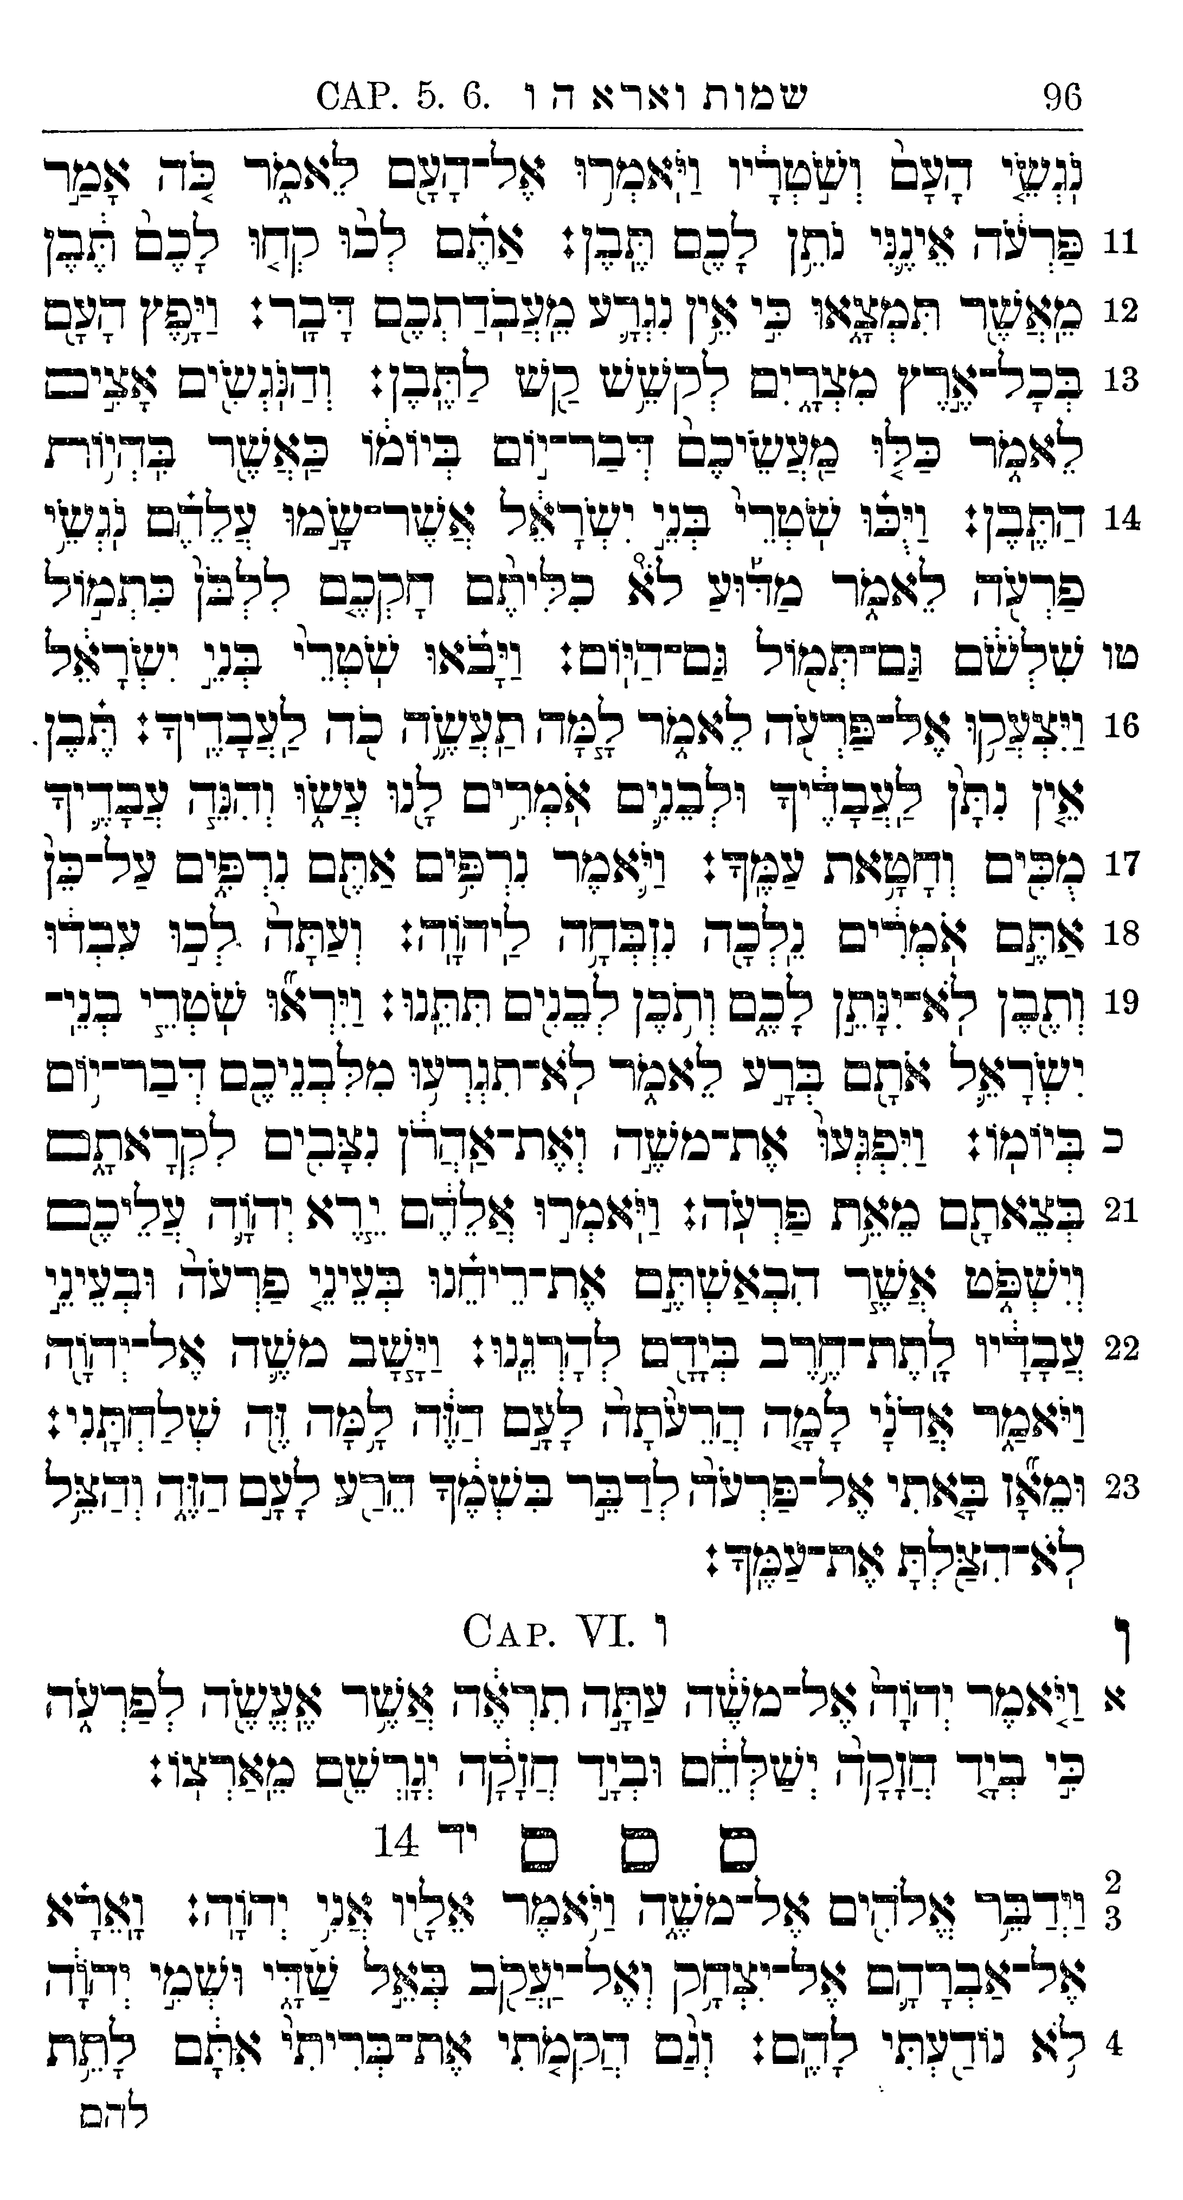 96 שמות וארא ה ו CAP. 5. 6.
נֹגְשֵׂ֤י הָעָם֙ וְשֹׁ֣טְרָ֔יו וַיֹּאמְר֥וּ אֶל־הָעָ֖ם לֵאמֹ֑ר כֹּ֚ה אָמַ֣ר
11 פַּרְעֹ֔ה אֵינֶ֛נִּי נֹתֵ֥ן לָכֶ֖ם תֶּֽבֶן׃ אַתֶּ֗ם לְכ֨וּ קְח֤וּ לָכֶם֙ תֶּ֔בֶן
12 מֵאֲשֶׁ֖ר תִּמְצָ֑אוּ כִּ֣י אֵ֥ין נִגְרָ֛ע מֵעֲבֹדַתְכֶ֖ם דָּבָֽר׃ וַיָּ֥פֶץ הָעָ֖ם
13 בְּכָל־אֶ֣רֶץ מִצְרָ֑יִם לְקֹשֵׁ֥שׁ קַ֖שׁ לַתֶּֽבֶן׃ וְהַנֹּגְשִׂ֖ים אָצִ֣ים
לֵאמֹ֑ר כַּלּ֤וּ מַעֲשֵׂיכֶם֙ דְּבַר־י֣וֹם בְּיוֹמ֔וֹ כַּאֲשֶׁ֖ר בִּהְי֥וֹת
14 הַתֶּֽבֶן׃ וַיֻּכּ֗וּ שֹֽׁטְרֵי֙ בְּנֵ֣י יִשְׂרָאֵ֔ל אֲשֶׁר־שָׂ֣מוּ עֲלֵהֶ֔ם נֹגְשֵׂ֥י
פַרְעֹ֖ה לֵאמֹ֑ר מַדּ֡וּעַ לֹא֩ כִלִּיתֶ֨ם חָקְכֶ֤ם לִלְבֹּן֙ כִּתְמ֣וֹל
טו שִׁלְשֹׁ֔ם גַּם־תְּמ֖וֹל גַּם־הַיּֽוֹם׃ וַיָּבֹ֗אוּ שֹֽׁטְרֵי֙ בְּנֵ֣י יִשְׂרָאֵ֔ל
16 וַיִּצְעֲק֥וּ אֶל־פַּרְעֹ֖ה לֵאמֹ֑ר לָ֧מָּה תַעֲשֶׂ֦ה כֹ֖ה לַעֲבָדֶֽיךָ׃ תֶּ֗בֶן
אֵ֤ין נִתָּן֙ לַעֲבָדֶ֔יךָ וּלְבֵנִ֛ים אֹמְרִ֥ים לָ֖נוּ עֲשׂ֑וּ וְהִנֵּ֧ה עֲבָדֶ֛יךָ
17 מֻכִּ֖ים וְחָטָ֥את עַמֶּֽךָ׃ וַיֹּ֛אמֶר נִרְפִּ֥ים אַתֶּ֖ם נִרְפִּ֑ים עַל־כֵּן֙
18 אַתֶּ֣ם אֹֽמְרִ֔ים נֵלְכָ֖ה נִזְבְּחָ֥ה לַיהוָֹֽה׃ וְעַתָּה֙ לְכ֣וּ עִבְד֔וּ
19 וְתֶ֖בֶן לֹא־יִנָּתֵ֣ן לָכֶ֑ם וְתֹ֥כֶן לְבֵנִ֖ים תִּתֵּֽנוּ׃ וַיִּרְא֞וּ שֹֽׁטְרֵ֧י בְנֵֽי־
יִשְׂרָאֵ֛ל אֹתָ֖ם בְּרָ֣ע לֵאמֹ֑ר לֹא־תִגְרְע֥וּ מִלִּבְנֵיכֶ֖ם דְּבַר־י֥וֹם
כ בְּיוֹמֽוֹ׃ וַֽיִּפְגְּעוּ֙ אֶת־מֹשֶׁ֣ה וְאֶֽת־אַהֲרֹ֔ן נִצָּבִ֖ים לִקְרָאתָ֑ם
21 בְּצֵאתָ֖ם מֵאֵ֥ת פַּרְעֹֽה׃ וַיֹּאמְר֣וּ אֲלֵהֶ֔ם יֵ֧רֶא יְהוָֹ֛ה עֲלֵיכֶ֖ם
וְיִשְׁפֹּ֑ט אֲשֶׁ֧ר הִבְאַשְׁתֶּ֣ם אֶת־רֵיחֵ֗נוּ בְּעֵינֵ֤י פַרְעֹה֙ וּבְעֵינֵ֣י
22 עֲבָדָ֔יו לָֽתֶת־חֶ֥רֶב בְּיָדָ֖ם לְהָרְגֵֽנוּ׃ וַיָּ֧שָׁב מֹשֶׁ֛ה אֶל־יְהוָֹ֖ה
וַיֹּאמַ֑ר אֲדֹנָ֗י לָמָ֤ה הֲרֵעֹ֙תָה֙ לָעָ֣ם הַזֶּ֔ה לָ֥מָּה זֶּ֖ה שְׁלַחְתָּֽנִי׃
23 וּמֵאָ֞ז בָּ֤אתִי אֶל־פַּרְעֹה֙ לְדַבֵּ֣ר בִּשְׁמֶ֔ךָ הֵרַ֖ע לָעָ֣ם הַזֶּ֑ה וְהַצֵּ֥ל
לֹא־הִצַּ֖לְתָּ אֶת־עַמֶּֽךָ׃
ו CAP. VI. ו
א וַיֹּ֤אמֶר יְהוָֹה֙ אֶל־מֹשֶׁ֔ה עַתָּ֣ה תִרְאֶ֔ה אֲשֶׁ֥ר אֶעֱשֶׂ֖ה לְפַרְעֹ֑ה
כִּ֣י בְיָ֤ד חֲזָקָה֙ יְשַׁלְּחֵ֔ם וּבְיָ֣ד חֲזָקָ֔ה יְגָרְשֵׁ֖ם מֵאַרְצֽוֹ׃
ס ס ס יד 14
2 3 וַיְדַבֵּ֥ר אֱלֹהִ֖ים אֶל־מֹשֶׁ֑ה וַיֹּ֥אמֶר אֵלָ֖יו אֲנִ֥י יְהוָֹֽה׃ וָאֵרָ֗א
אֶל־אַבְרָהָ֛ם אֶל־יִצְחָ֥ק וְאֶֽל־יַעֲקֹ֖ב בְּאֵ֣ל שַׁדָּ֑י וּשְׁמִ֣י יְהוָֹ֔ה
4 לֹ֥א נוֹדַ֖עְתִּי לָהֶֽם׃ וְגַ֨ם הֲקִמֹ֤תִי אֶת־בְּרִיתִי֙ אִתָּ֔ם לָתֵ֥ת
להם